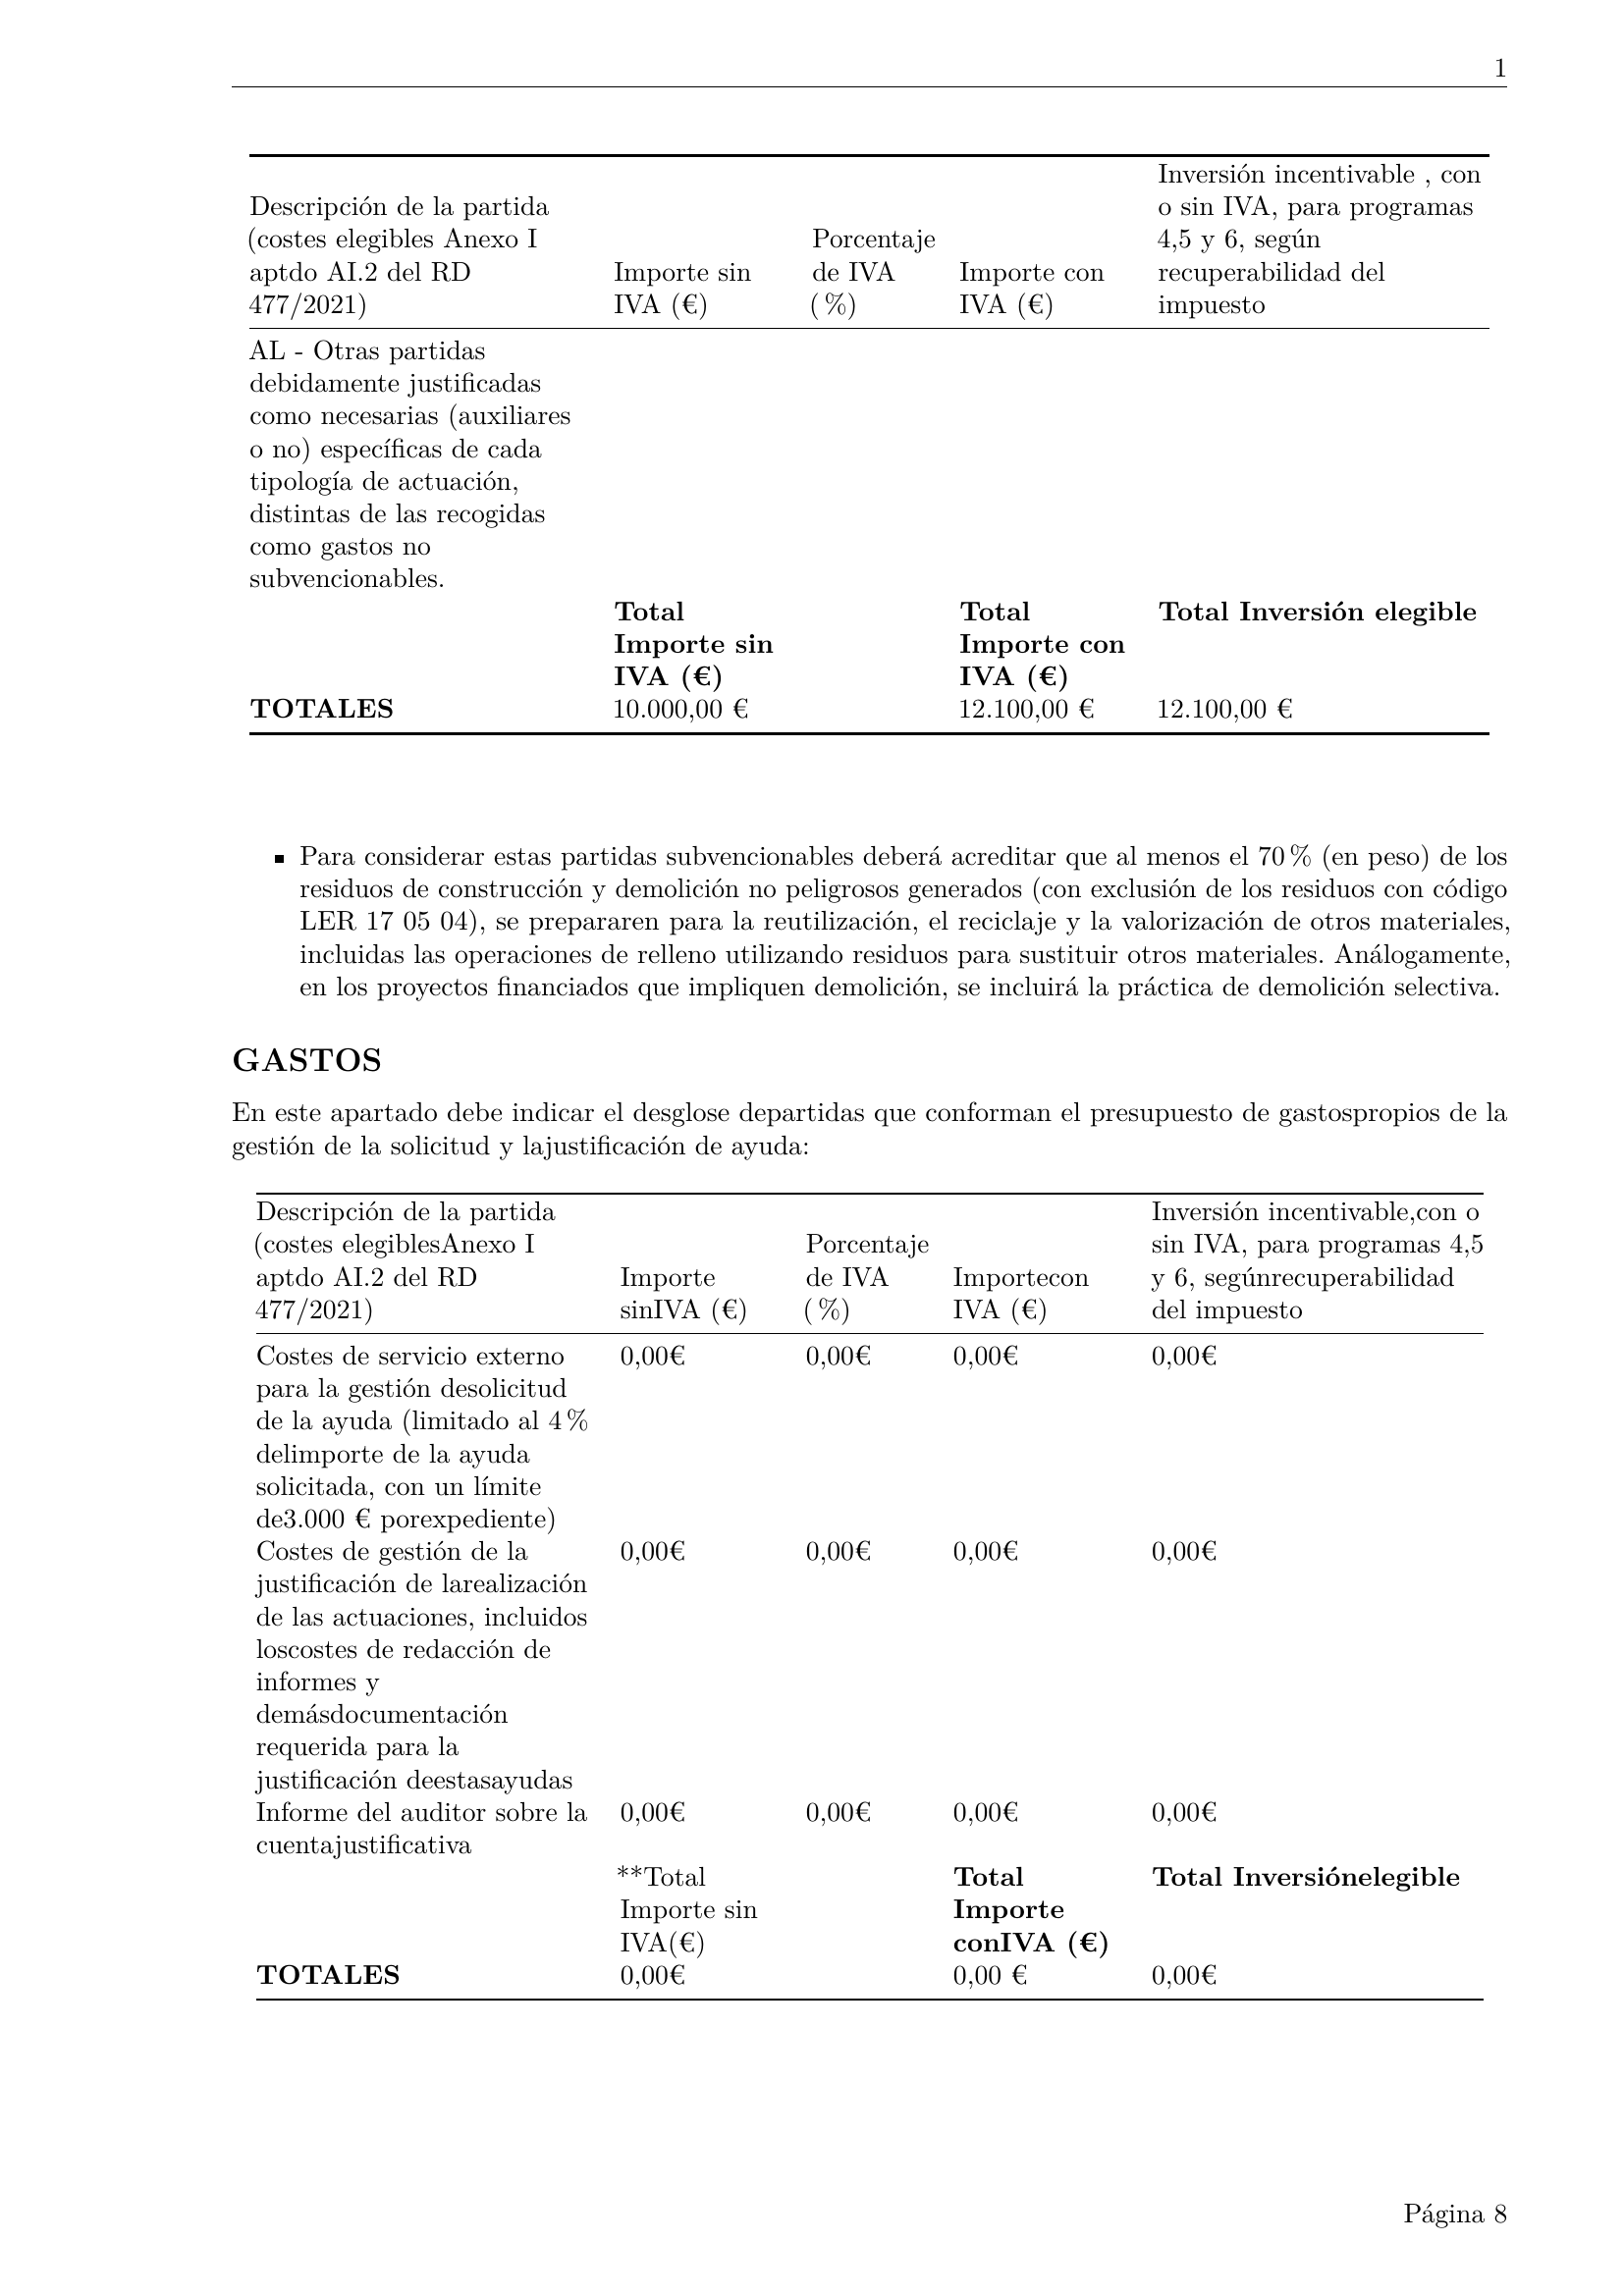 1
Descripción de la partida
(costes elegibles Anexo I
aptdo AI.2 del RD
477/2021)
Importe sin
IVA (€)
Porcentaje
de IVA
( %)
Importe con
IVA (€)
Inversión incentivable , con
o sin IVA, para programas
4,5 y 6, según
recuperabilidad del
impuesto
AL - Otras partidas
debidamente justificadas
como necesarias (auxiliares
o no) específicas de cada
tipología de actuación,
distintas de las recogidas
como gastos no
subvencionables.
Total
Importe sin
IVA (€)
Total
Importe con
IVA (€)
Total Inversión elegible
TOTALES 10.000,00 € 12.100,00 € 12.100,00 €
▪ Para considerar estas partidas subvencionables deberá acreditar que al menos el 70 % (en peso) de los
residuos de construcción y demolición no peligrosos generados (con exclusión de los residuos con código
LER 17 05 04), se prepararen para la reutilización, el reciclaje y la valorización de otros materiales,
incluidas las operaciones de relleno utilizando residuos para sustituir otros materiales. Análogamente,
en los proyectos financiados que impliquen demolición, se incluirá la práctica de demolición selectiva.
GASTOS
En este apartado debe indicar el desglose departidas que conforman el presupuesto de gastospropios de la
gestión de la solicitud y lajustificación de ayuda:
Descripción de la partida
(costes elegiblesAnexo I
aptdo AI.2 del RD
477/2021)
Importe
sinIVA (€)
Porcentaje
de IVA
( %)
Importecon
IVA (€)
Inversión incentivable,con o
sin IVA, para programas 4,5
y 6, segúnrecuperabilidad
del impuesto
Costes de servicio externo 0,00€ 0,00€ 0,00€ 0,00€
para la gestión desolicitud
de la ayuda (limitado al 4 %
delimporte de la ayuda
solicitada, con un límite
de3.000 € porexpediente)
Costes de gestión de la 0,00€ 0,00€ 0,00€ 0,00€
justificación de larealización
de las actuaciones, incluidos
loscostes de redacción de
informes y
demásdocumentación
requerida para la
justificación deestasayudas
Informe del auditor sobre la 0,00€ 0,00€ 0,00€ 0,00€
cuentajustificativa
**Total
Importe sin
IVA(€)
Total
Importe
conIVA (€)
Total Inversiónelegible
TOTALES 0,00€ 0,00 € 0,00€
Página 8